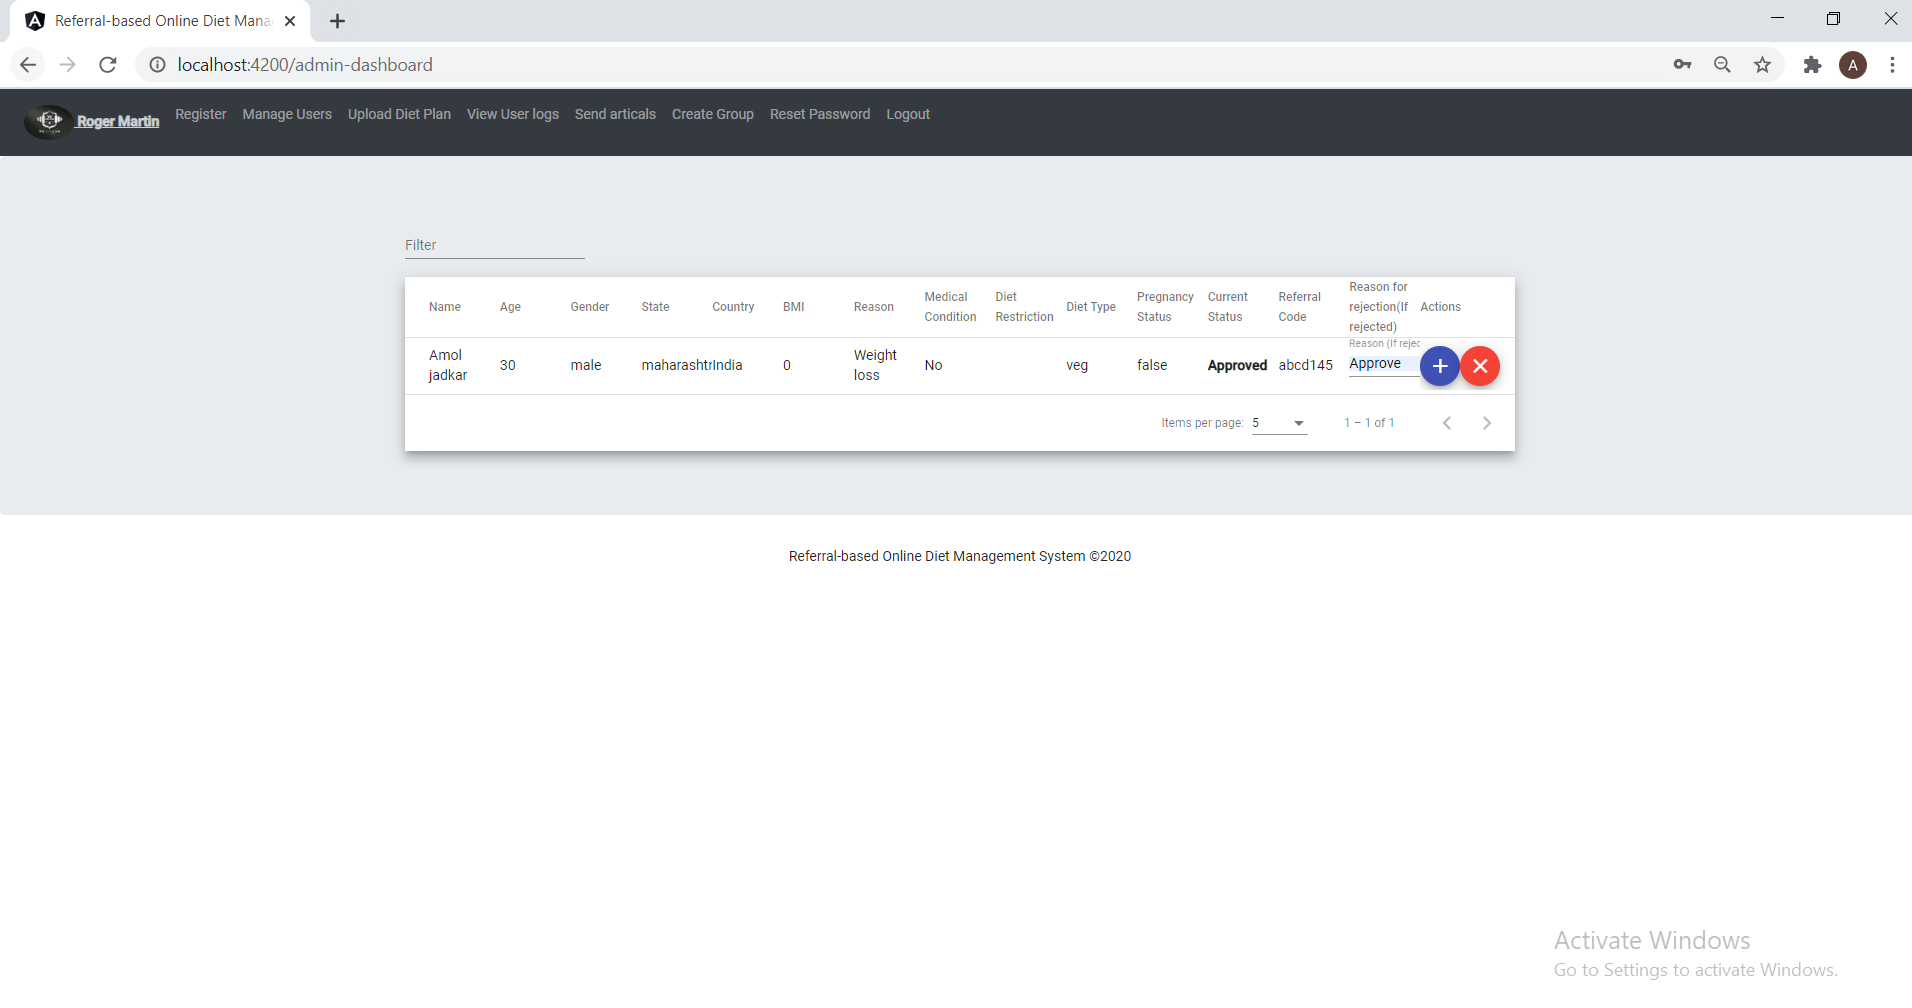 Referral-based Online Diet Mana
localhost:4200/admin-dashboard
A
Roger Martin Register Manage Users Upload Diet Plan View User logs Send articals Create Group Reset Password Logout
Filter
Name Age Gender State Country BMI Reason Medical Condition Diet Restriction Diet Type Pregnancy Status Current Status Referral Code Reason for rejection(If rejected) Actions
Amol jadkar 30 male maharashtr India 0 Weight loss No veg false Approved abcd145 Reason (If rejec Approve
Items per page: 5 1 – 1 of 1
Referral-based Online Diet Management System ©2020
Activate Windows
Go to Settings to activate Windows.